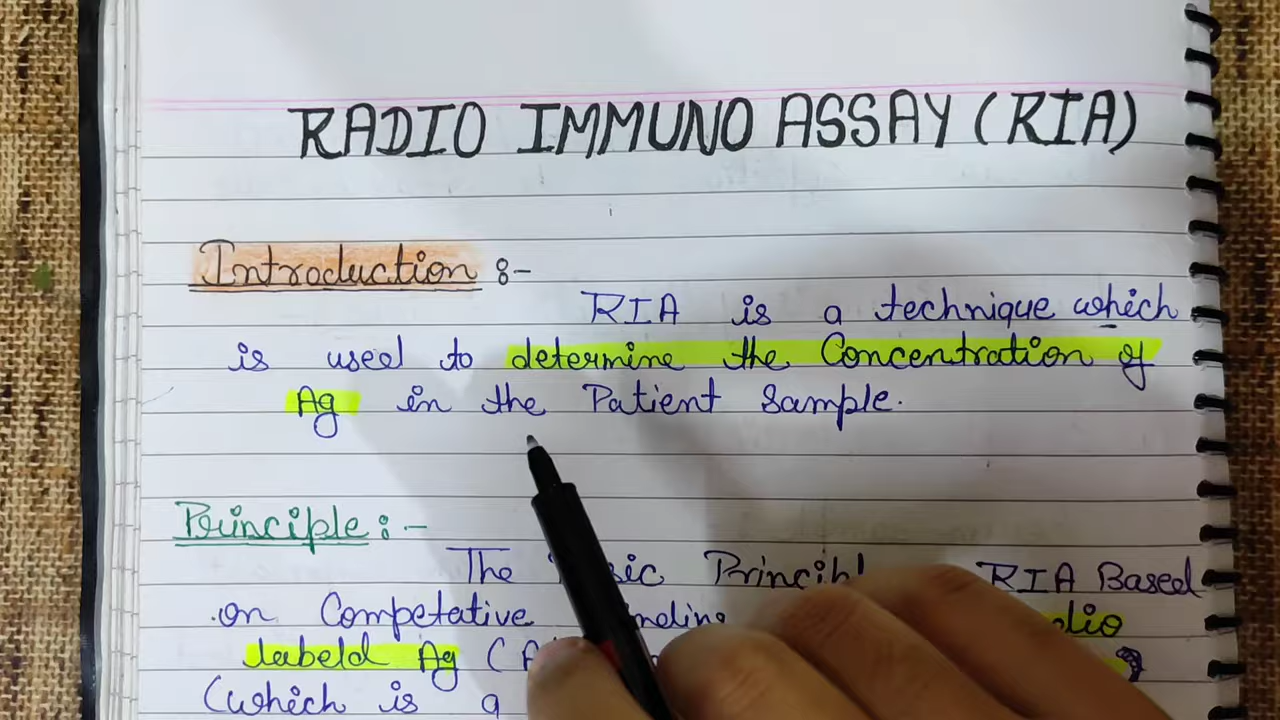 RADIO IMMUNO ASSAY (RIA)
Introduction :-
RIA is a technique which
is used to determine the Concentration of
Ag in the Patient Sample.
Principle :-
The RIA Based
on Competative
labeld Ag
(which is a